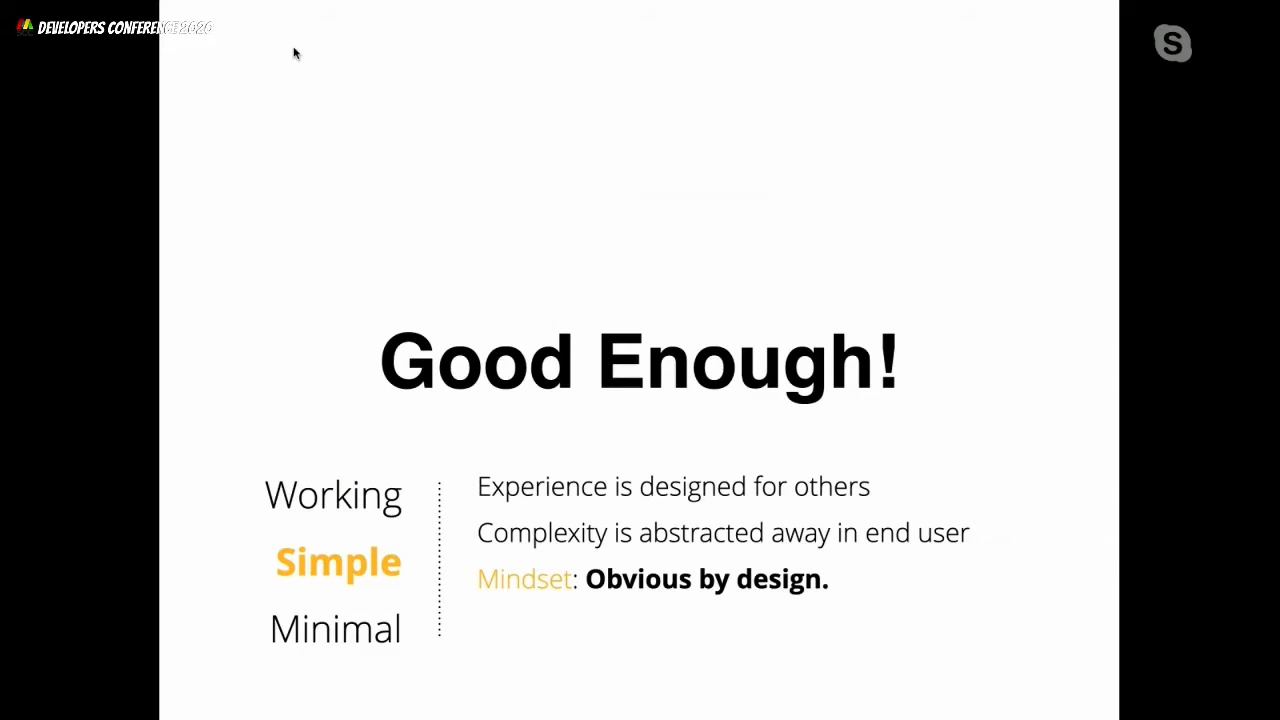 DEVELOPERS CONFERENCE 2020
S
Good Enough!
Working
Simple
Minimal
Experience is designed for others
Complexity is abstracted away in end user
Mindset: Obvious by design.